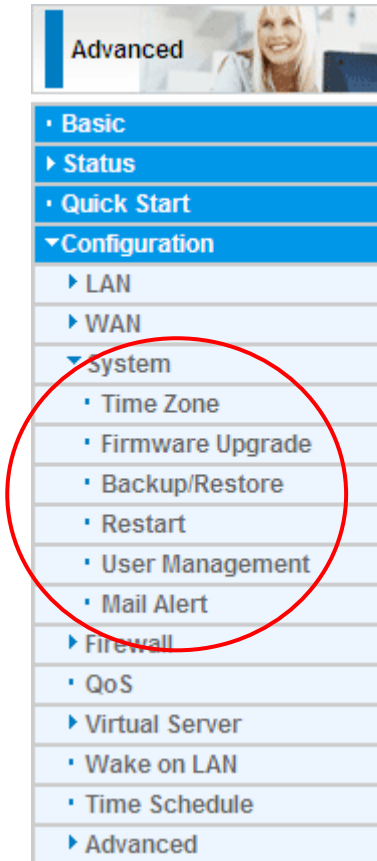 Advanced
Basic
Status
Quick Start
Configuration
LAN
WAN
System
Time Zone
Firmware Upgrade
Backup/Restore
Restart
User Management
Mail Alert
Firewall
QoS
Virtual Server
Wake on LAN
Time Schedule
Advanced